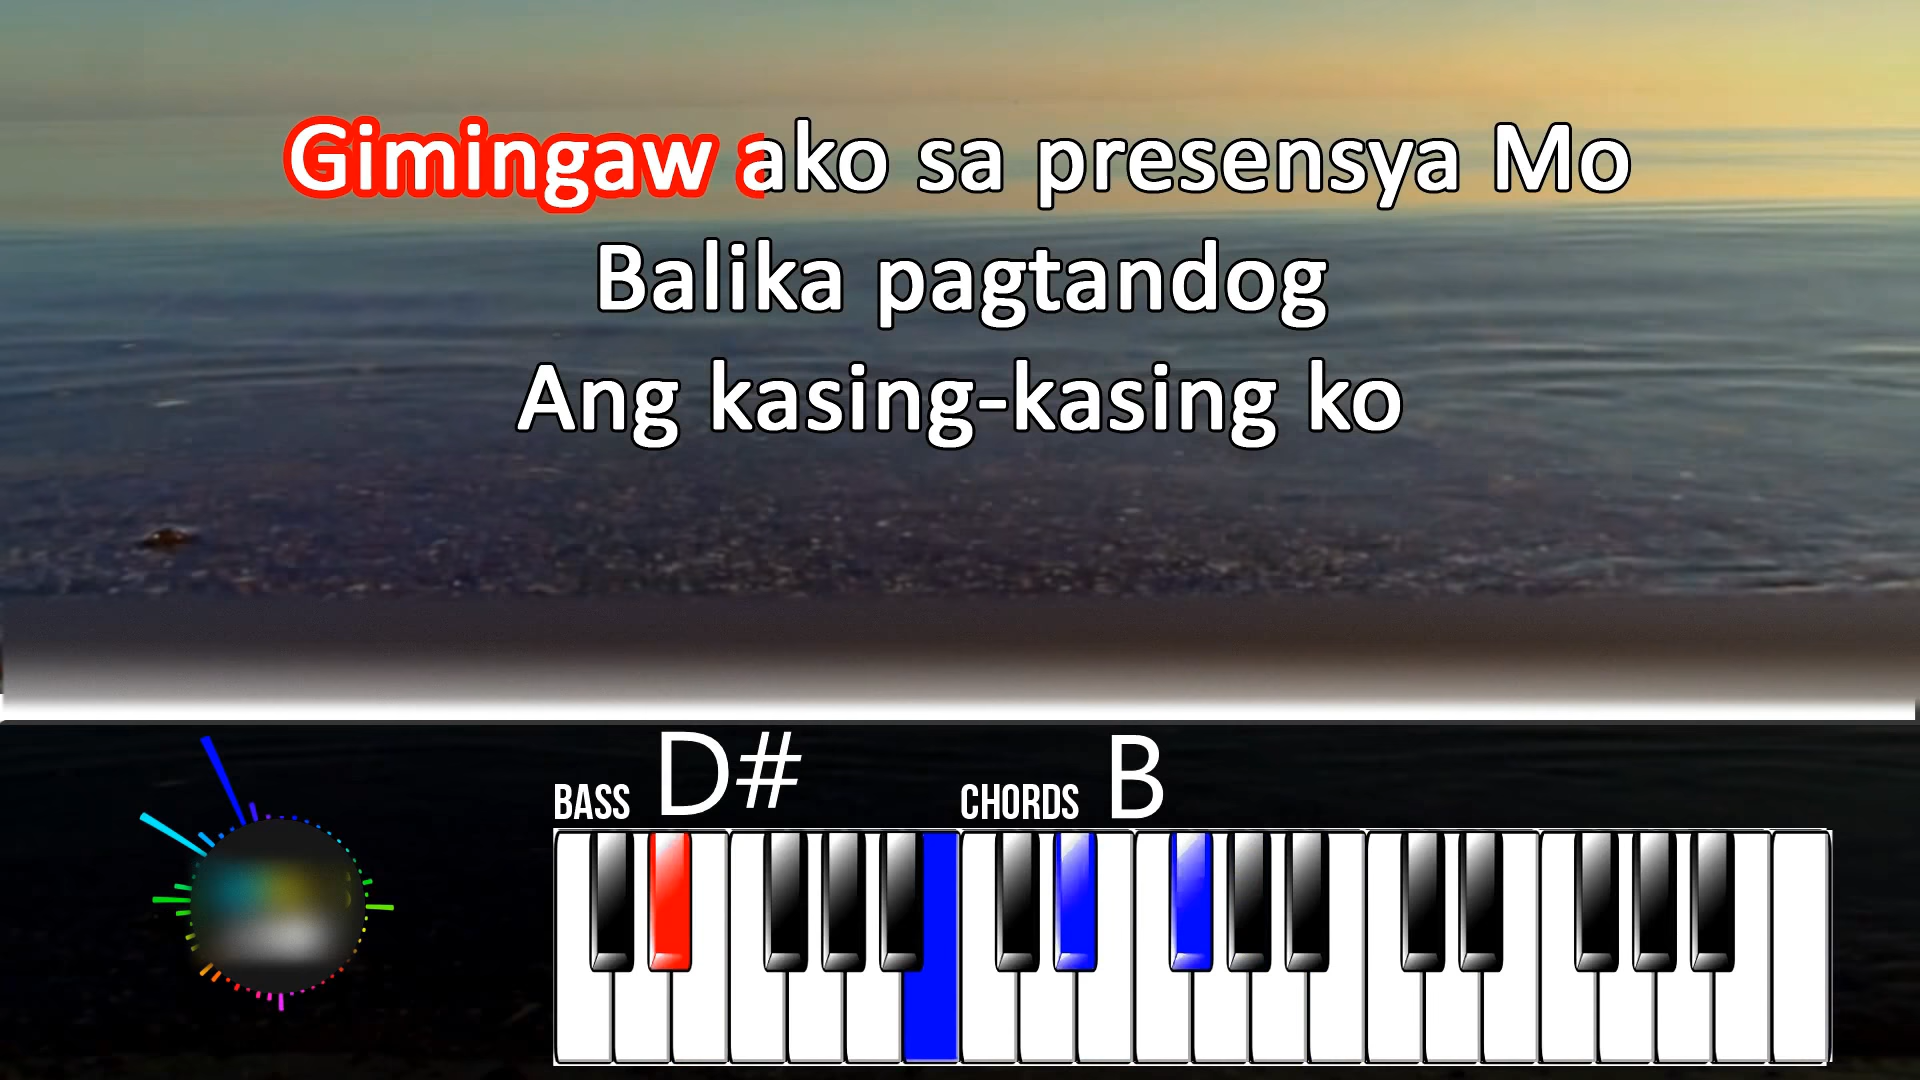 Gimingaw ako sa presensya Mo
Balika pagtandog
Ang kasing-kasing ko
BASS D# CHORDS B